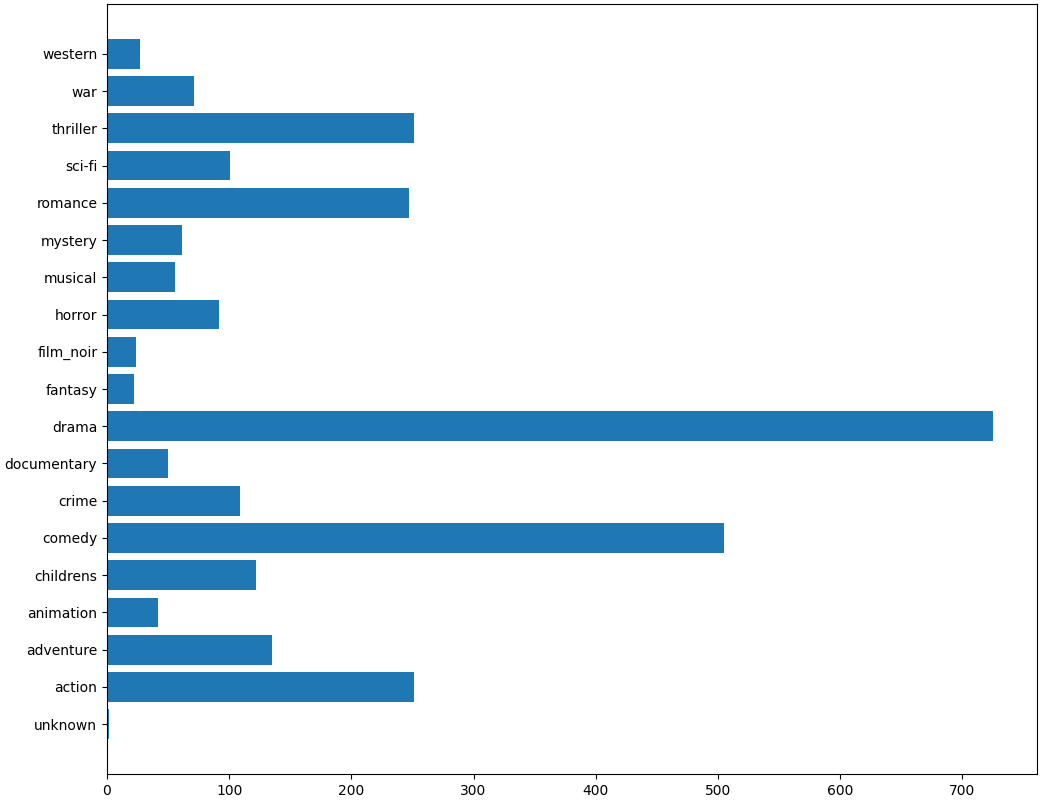 western
war
thriller
sci-fi
romance
mystery
musical
horror
film_noir
fantasy
drama
documentary
crime
comedy
childrens
animation
adventure
action
unknown
0 100 200 300 400 500 600 700